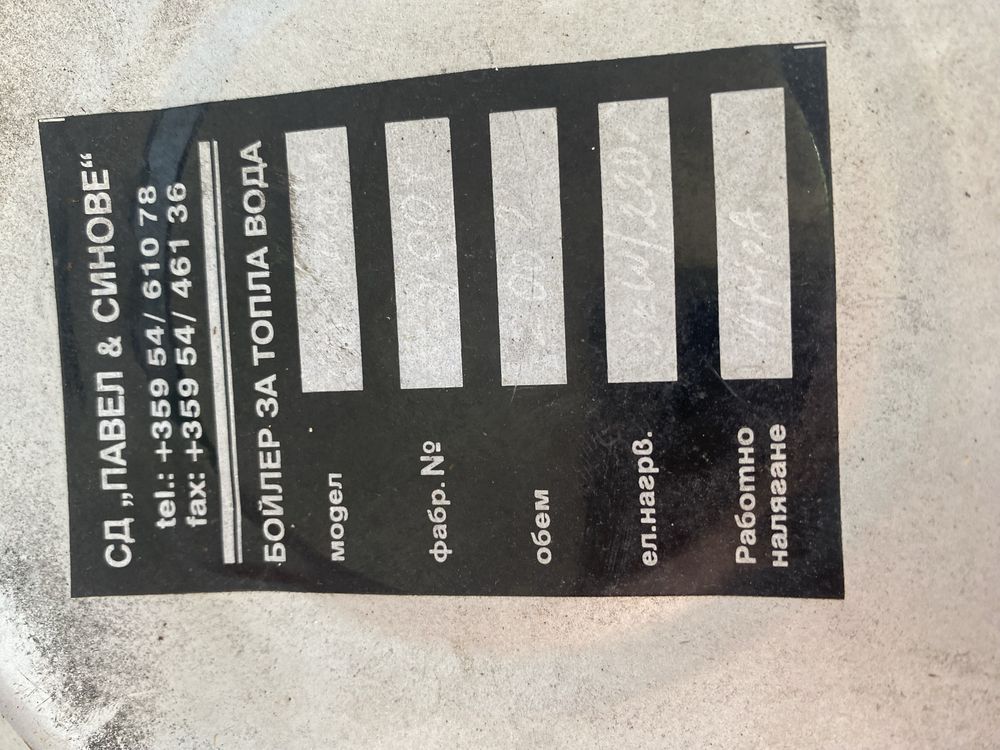 СД „ПАВЕЛ & СИНОВЕ“
tel.: +359 54/ 610 78
fax: +359 54/ 461 36
БОЙЛЕР ЗА ТОПЛА ВОДА
модел
фабр. №
обем
ел.нагрв.
Работно
налягане